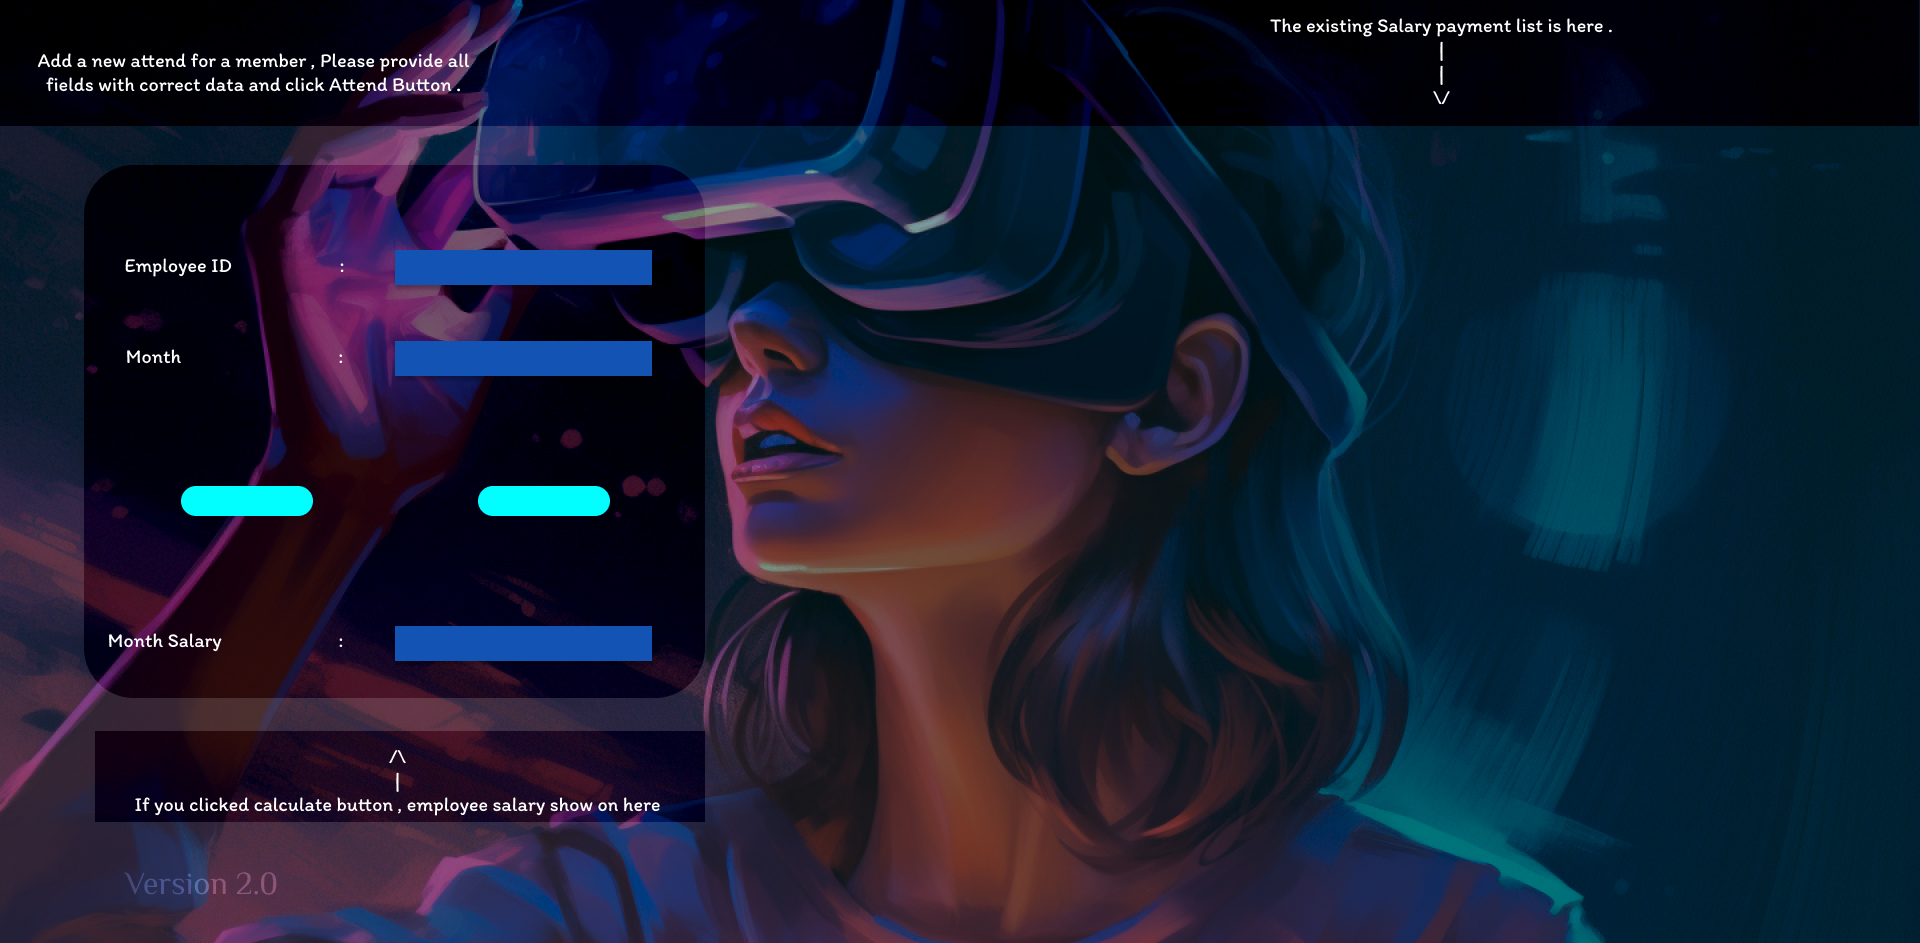 Add a new attend for a member , Please provide all
fields with correct data and click Attend Button .
The existing Salary payment list is here .
|
|
\/
Employee ID :
Month :
Month Salary :
/\
|
If you clicked calculate button , employee salary show on here
Version 2.0